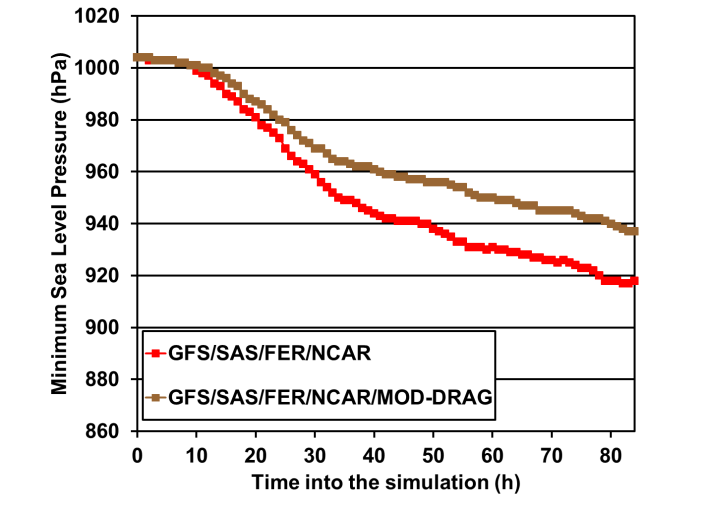 1020
1000
980
960
940
920
900
880
860
Minimum Sea Level Pressure (hPa)
GFS/SAS/FER/NCAR
GFS/SAS/FER/NCAR/MOD-DRAG
0 10 20 30 40 50 60 70 80
Time into the simulation (h)